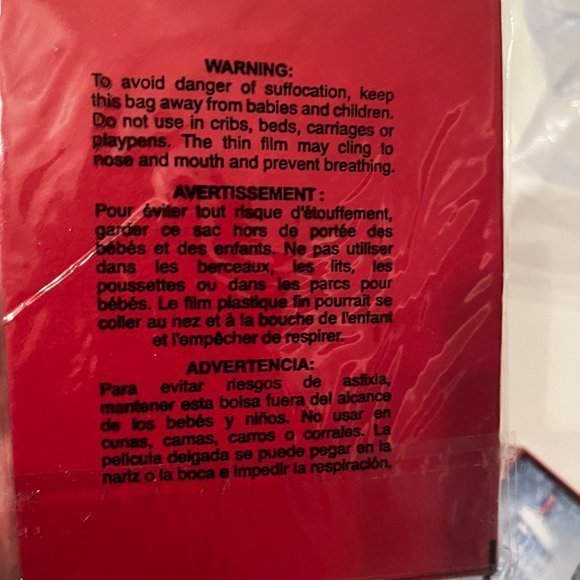 WARNING:
To avoid danger of suffocation, keep
this bag away from babies and children.
Do not use in cribs, beds, carriages or
playpens. The thin film may cling to
nose and mouth and prevent breathing.
AVERTISSEMENT :
Pour éviter tout risque d'étouffement,
garder ce sac hors de portée des
bébés et des enfants. Ne pas utiliser
dans les berceaux, les lits, les
poussettes ou dans les parcs pour
bébés. Le film plastique fin pourrait se
coller au nez et à la bouche de l'enfant
et l'empêcher de respirer.
ADVERTENCIA:
Para evitar riesgos de asfixia,
mantener esta bolsa fuera del alcance
de los bebés y niños. No usar en
cunas, camas, carros o corrales. La
película delgada se puede pegar en la
nariz o la boca e impedir la respiración.